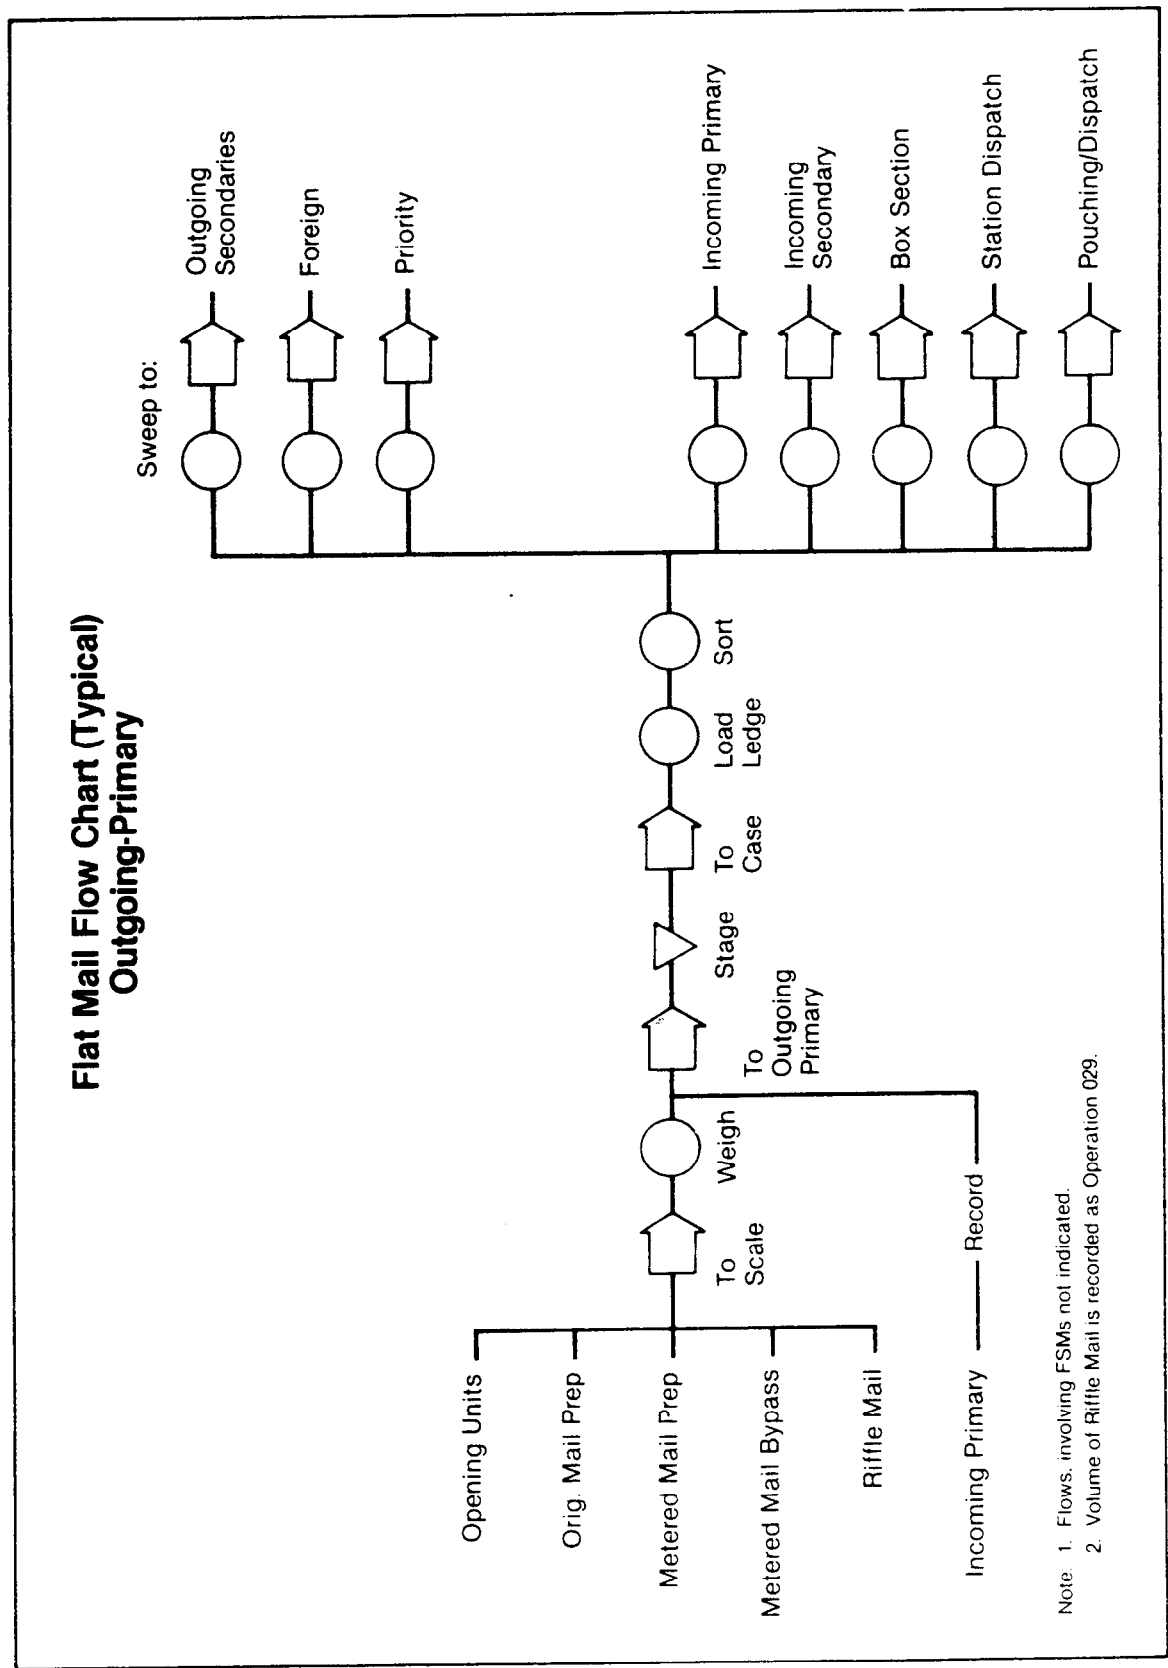 Flat Mail Flow Chart (Typical)
Outgoing-Primary
Opening Units
Orig. Mail Prep
Metered Mail Prep
Metered Mail Bypass
Riffle Mail
Incoming Primary
Record
To
Scale
Weigh
To
Outgoing
Primary
Stage
To
Case
Load
Ledge
Sort
Sweep to:
Outgoing
Secondaries
Foreign
Priority
Incoming Primary
Incoming
Secondary
Box Section
Station Dispatch
Pouching/Dispatch
Note: 1. Flows, involving FSMs not indicated.
2. Volume of Riffle Mail is recorded as Operation 029.